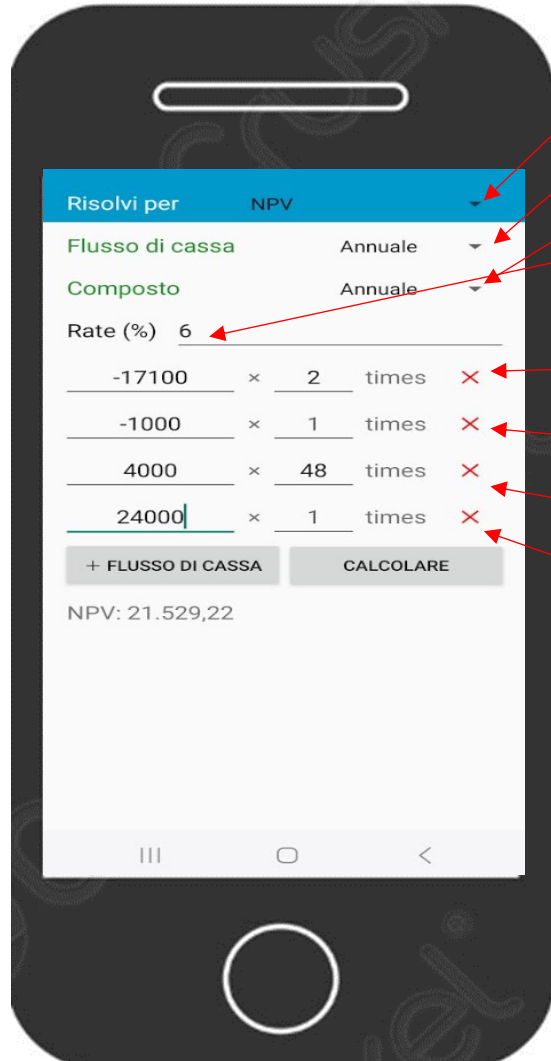 Risolvi per NPV
Flusso di cassa Annuale
Composto Annuale
Rate (%) 6
-17100 × 2 times ×
-1000 × 1 times ×
4000 × 48 times ×
24000 × 1 times ×
+ FLUSSO DI CASSA CALCOLARE
NPV: 21.529,22